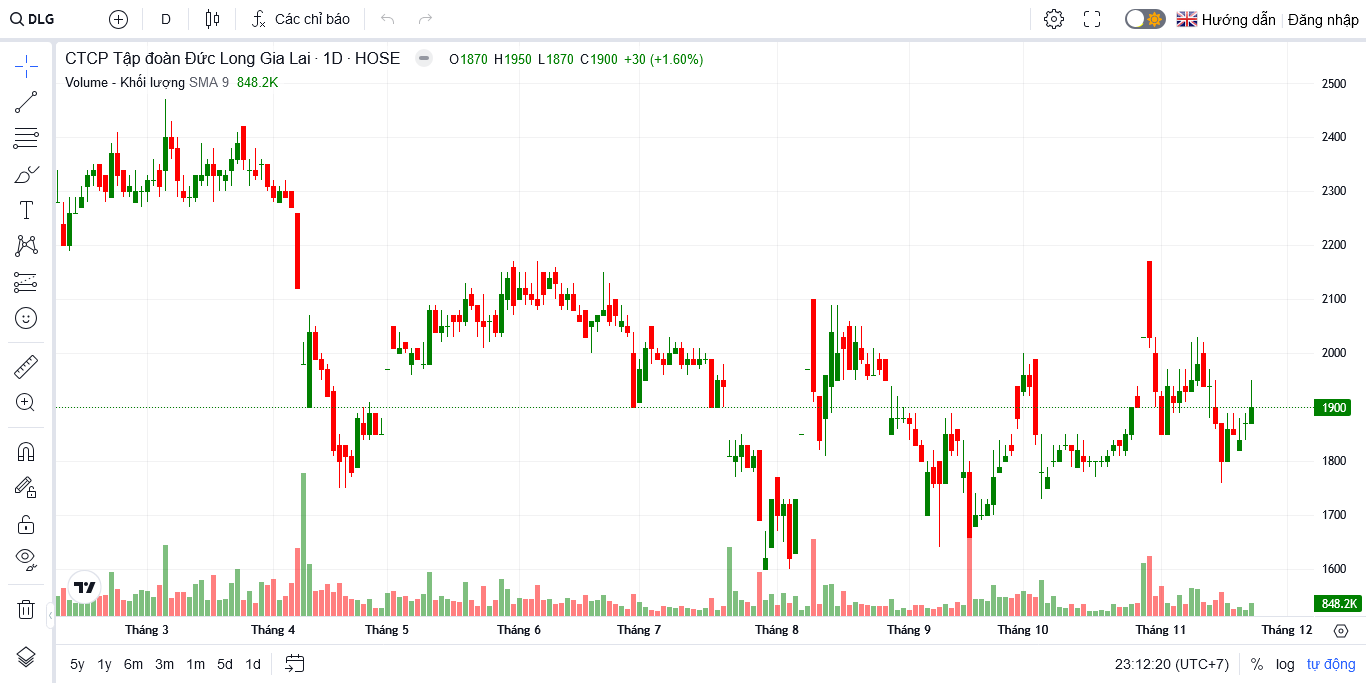 DLG D Các chỉ báo Hướng dẫn Đăng nhập
CTCP Tập đoàn Đức Long Gia Lai · 1D · HOSE O1870 H1950 L1870 C1900 +30 (+1.60%)
Volume - Khối lượng SMA 9 848.2K
2500
2400
2300
2200
2100
2000
1900
1800
1700
1600
848.2K
Tháng 3 Tháng 4 Tháng 5 Tháng 6 Tháng 7 Tháng 8 Tháng 9 Tháng 10 Tháng 11 Tháng 12
5y 1y 6m 3m 1m 5d 1d 23:12:20 (UTC+7) % log tự động